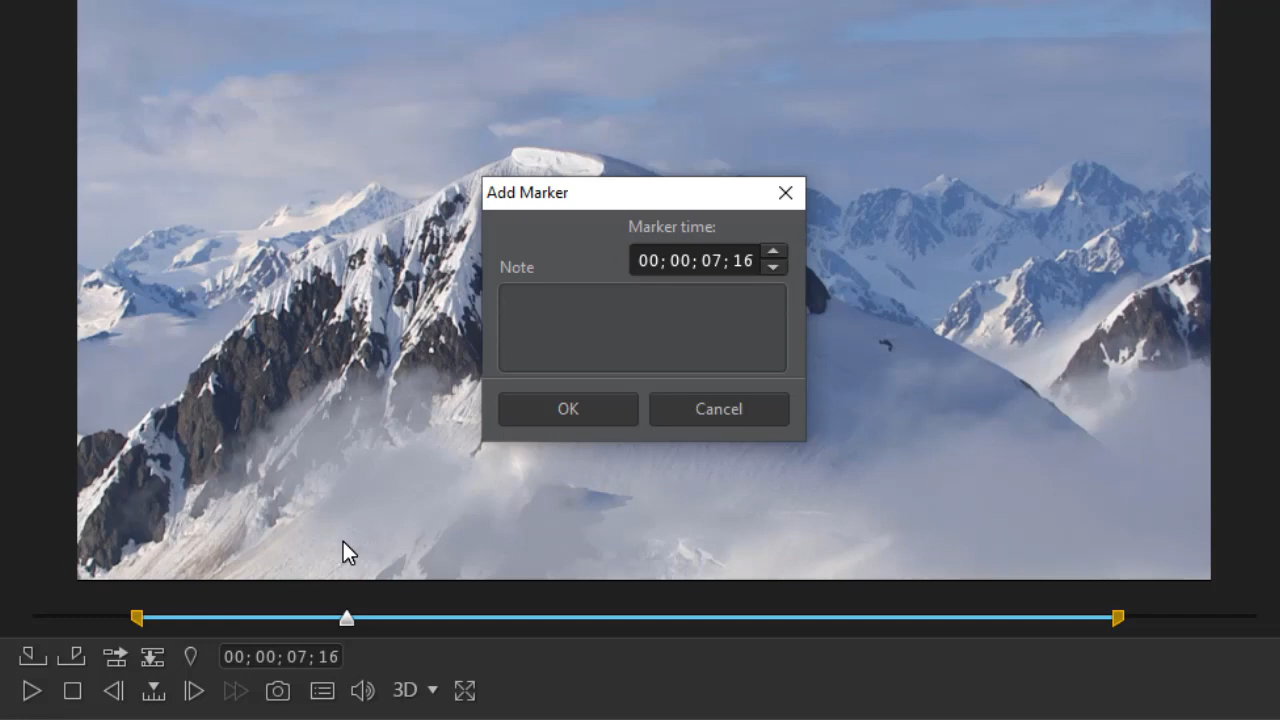 Add Marker
Marker time:
00; 00; 07; 16
Note
OK
Cancel
00; 00; 07; 16
3D